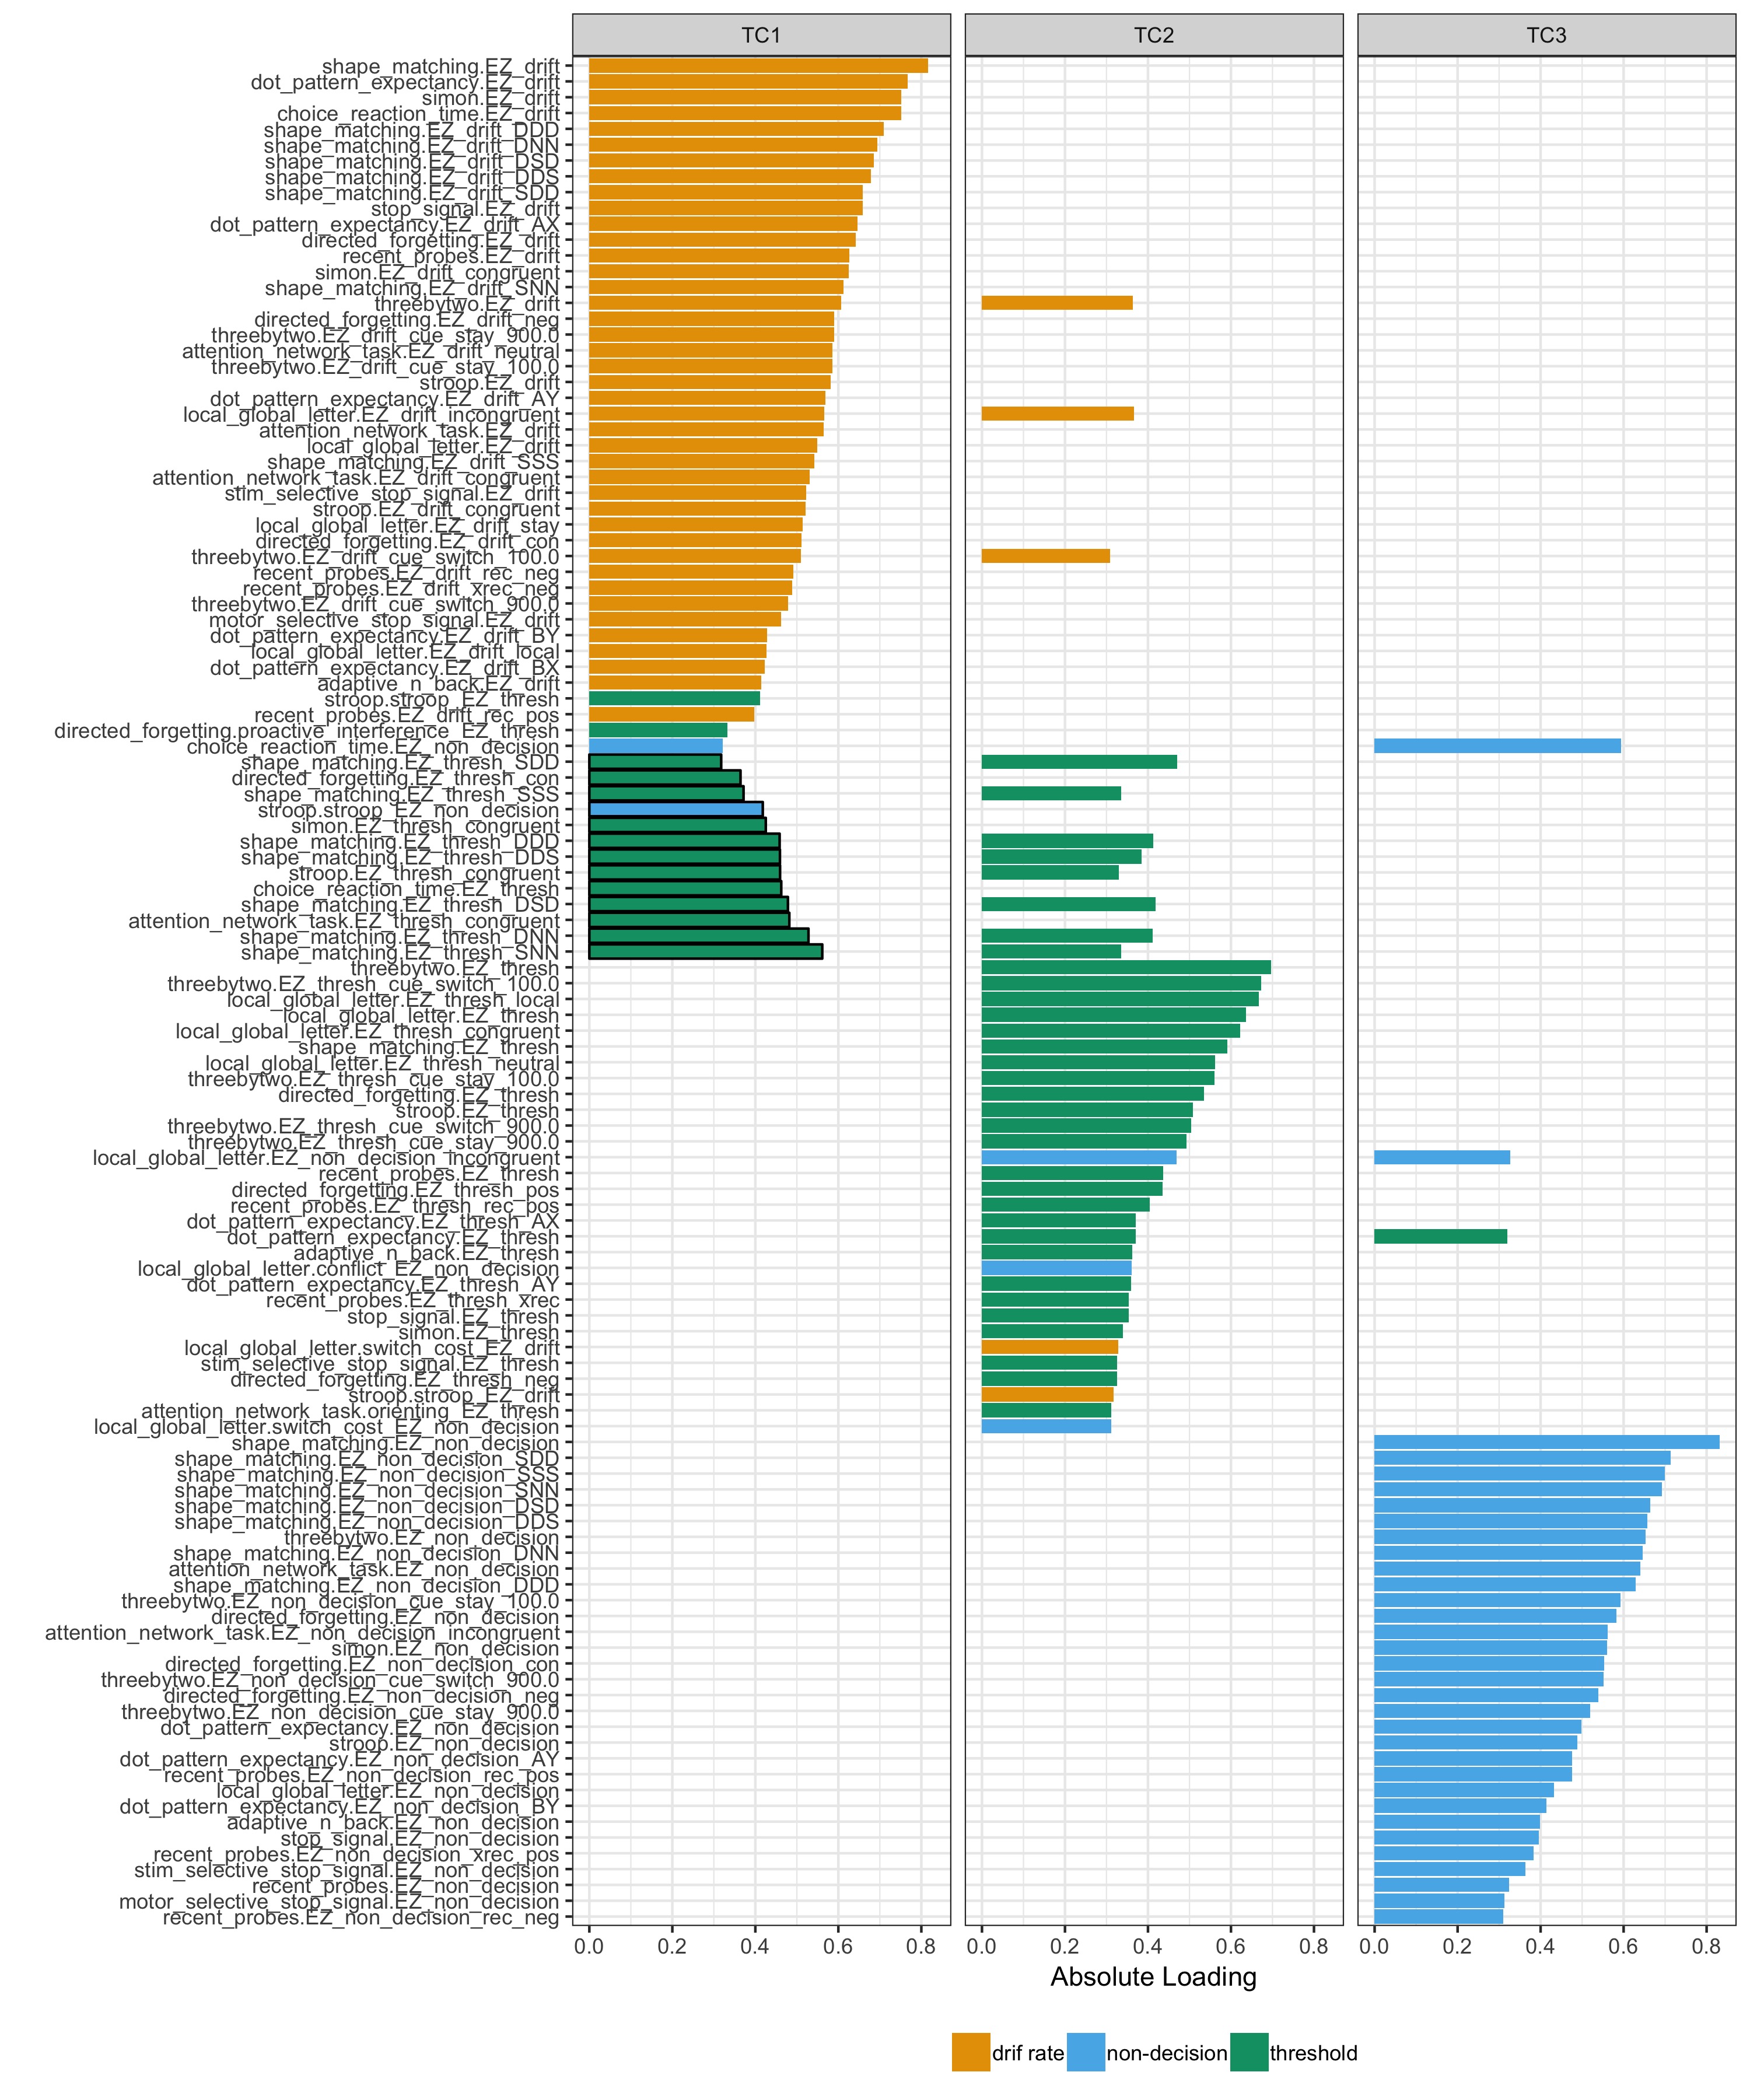 TC1 TC2 TC3
shape_matching.EZ_drift
dot_pattern_expectancy.EZ_drift
simon.EZ_drift
choice_reaction_time.EZ_drift
shape_matching.EZ_drift_DDD
shape_matching.EZ_drift_DNN
shape_matching.EZ_drift_DSD
shape_matching.EZ_drift_DDS
shape_matching.EZ_drift_SDD
stop_signal.EZ_drift
dot_pattern_expectancy.EZ_drift_AX
directed_forgetting.EZ_drift
recent_probes.EZ_drift
simon.EZ_drift_congruent
shape_matching.EZ_drift_SNN
threebytwo.EZ_drift
directed_forgetting.EZ_drift_neg
threebytwo.EZ_drift_cue_stay_900.0
attention_network_task.EZ_drift_neutral
threebytwo.EZ_drift_cue_stay_100.0
stroop.EZ_drift
dot_pattern_expectancy.EZ_drift_AY
local_global_letter.EZ_drift_incongruent
attention_network_task.EZ_drift
local_global_letter.EZ_drift
shape_matching.EZ_drift_SSS
attention_network_task.EZ_drift_congruent
stim_selective_stop_signal.EZ_drift
stroop.EZ_drift_congruent
local_global_letter.EZ_drift_stay
directed_forgetting.EZ_drift_con
threebytwo.EZ_drift_cue_switch_100.0
recent_probes.EZ_drift_rec_neg
recent_probes.EZ_drift_xrec_neg
threebytwo.EZ_drift_cue_switch_900.0
motor_selective_stop_signal.EZ_drift
dot_pattern_expectancy.EZ_drift_BY
local_global_letter.EZ_drift_local
dot_pattern_expectancy.EZ_drift_BX
adaptive_n_back.EZ_drift
stroop.stroop_EZ_thresh
recent_probes.EZ_drift_rec_pos
directed_forgetting.proactive_interference_EZ_thresh
choice_reaction_time.EZ_non_decision
shape_matching.EZ_thresh_SDD
directed_forgetting.EZ_thresh_con
shape_matching.EZ_thresh_SSS
stroop.stroop_EZ_non_decision
simon.EZ_thresh_congruent
shape_matching.EZ_thresh_DDD
shape_matching.EZ_thresh_DDS
stroop.EZ_thresh_congruent
choice_reaction_time.EZ_thresh
shape_matching.EZ_thresh_DSD
attention_network_task.EZ_thresh_congruent
shape_matching.EZ_thresh_DNN
shape_matching.EZ_thresh_SNN
threebytwo.EZ_thresh
threebytwo.EZ_thresh_cue_switch_100.0
local_global_letter.EZ_thresh_local
local_global_letter.EZ_thresh
local_global_letter.EZ_thresh_congruent
shape_matching.EZ_thresh
local_global_letter.EZ_thresh_neutral
threebytwo.EZ_thresh_cue_stay_100.0
directed_forgetting.EZ_thresh
stroop.EZ_thresh
threebytwo.EZ_thresh_cue_switch_900.0
threebytwo.EZ_thresh_cue_stay_900.0
local_global_letter.EZ_non_decision_incongruent
recent_probes.EZ_thresh
directed_forgetting.EZ_thresh_pos
recent_probes.EZ_thresh_rec_pos
dot_pattern_expectancy.EZ_thresh_AX
dot_pattern_expectancy.EZ_thresh
adaptive_n_back.EZ_thresh
local_global_letter.conflict_EZ_non_decision
dot_pattern_expectancy.EZ_thresh_AY
recent_probes.EZ_thresh_xrec
stop_signal.EZ_thresh
simon.EZ_thresh
local_global_letter.switch_cost_EZ_drift
stim_selective_stop_signal.EZ_thresh
directed_forgetting.EZ_thresh_neg
stroop.stroop_EZ_drift
attention_network_task.orienting_EZ_thresh
local_global_letter.switch_cost_EZ_non_decision
shape_matching.EZ_non_decision
shape_matching.EZ_non_decision_SDD
shape_matching.EZ_non_decision_SSS
shape_matching.EZ_non_decision_SNN
shape_matching.EZ_non_decision_DSD
shape_matching.EZ_non_decision_DDS
threebytwo.EZ_non_decision
shape_matching.EZ_non_decision_DNN
attention_network_task.EZ_non_decision
shape_matching.EZ_non_decision_DDD
threebytwo.EZ_non_decision_cue_stay_100.0
directed_forgetting.EZ_non_decision
attention_network_task.EZ_non_decision_incongruent
simon.EZ_non_decision
directed_forgetting.EZ_non_decision_con
threebytwo.EZ_non_decision_cue_switch_900.0
directed_forgetting.EZ_non_decision_neg
threebytwo.EZ_non_decision_cue_stay_900.0
dot_pattern_expectancy.EZ_non_decision
stroop.EZ_non_decision
dot_pattern_expectancy.EZ_non_decision_AY
recent_probes.EZ_non_decision_rec_pos
local_global_letter.EZ_non_decision
dot_pattern_expectancy.EZ_non_decision_BY
adaptive_n_back.EZ_non_decision
stop_signal.EZ_non_decision
recent_probes.EZ_non_decision_xrec_pos
stim_selective_stop_signal.EZ_non_decision
recent_probes.EZ_non_decision
motor_selective_stop_signal.EZ_non_decision
recent_probes.EZ_non_decision_rec_neg
0.0 0.2 0.4 0.6 0.8 0.0 0.2 0.4 0.6 0.8 0.0 0.2 0.4 0.6 0.8
Absolute Loading
drif rate non-decision threshold